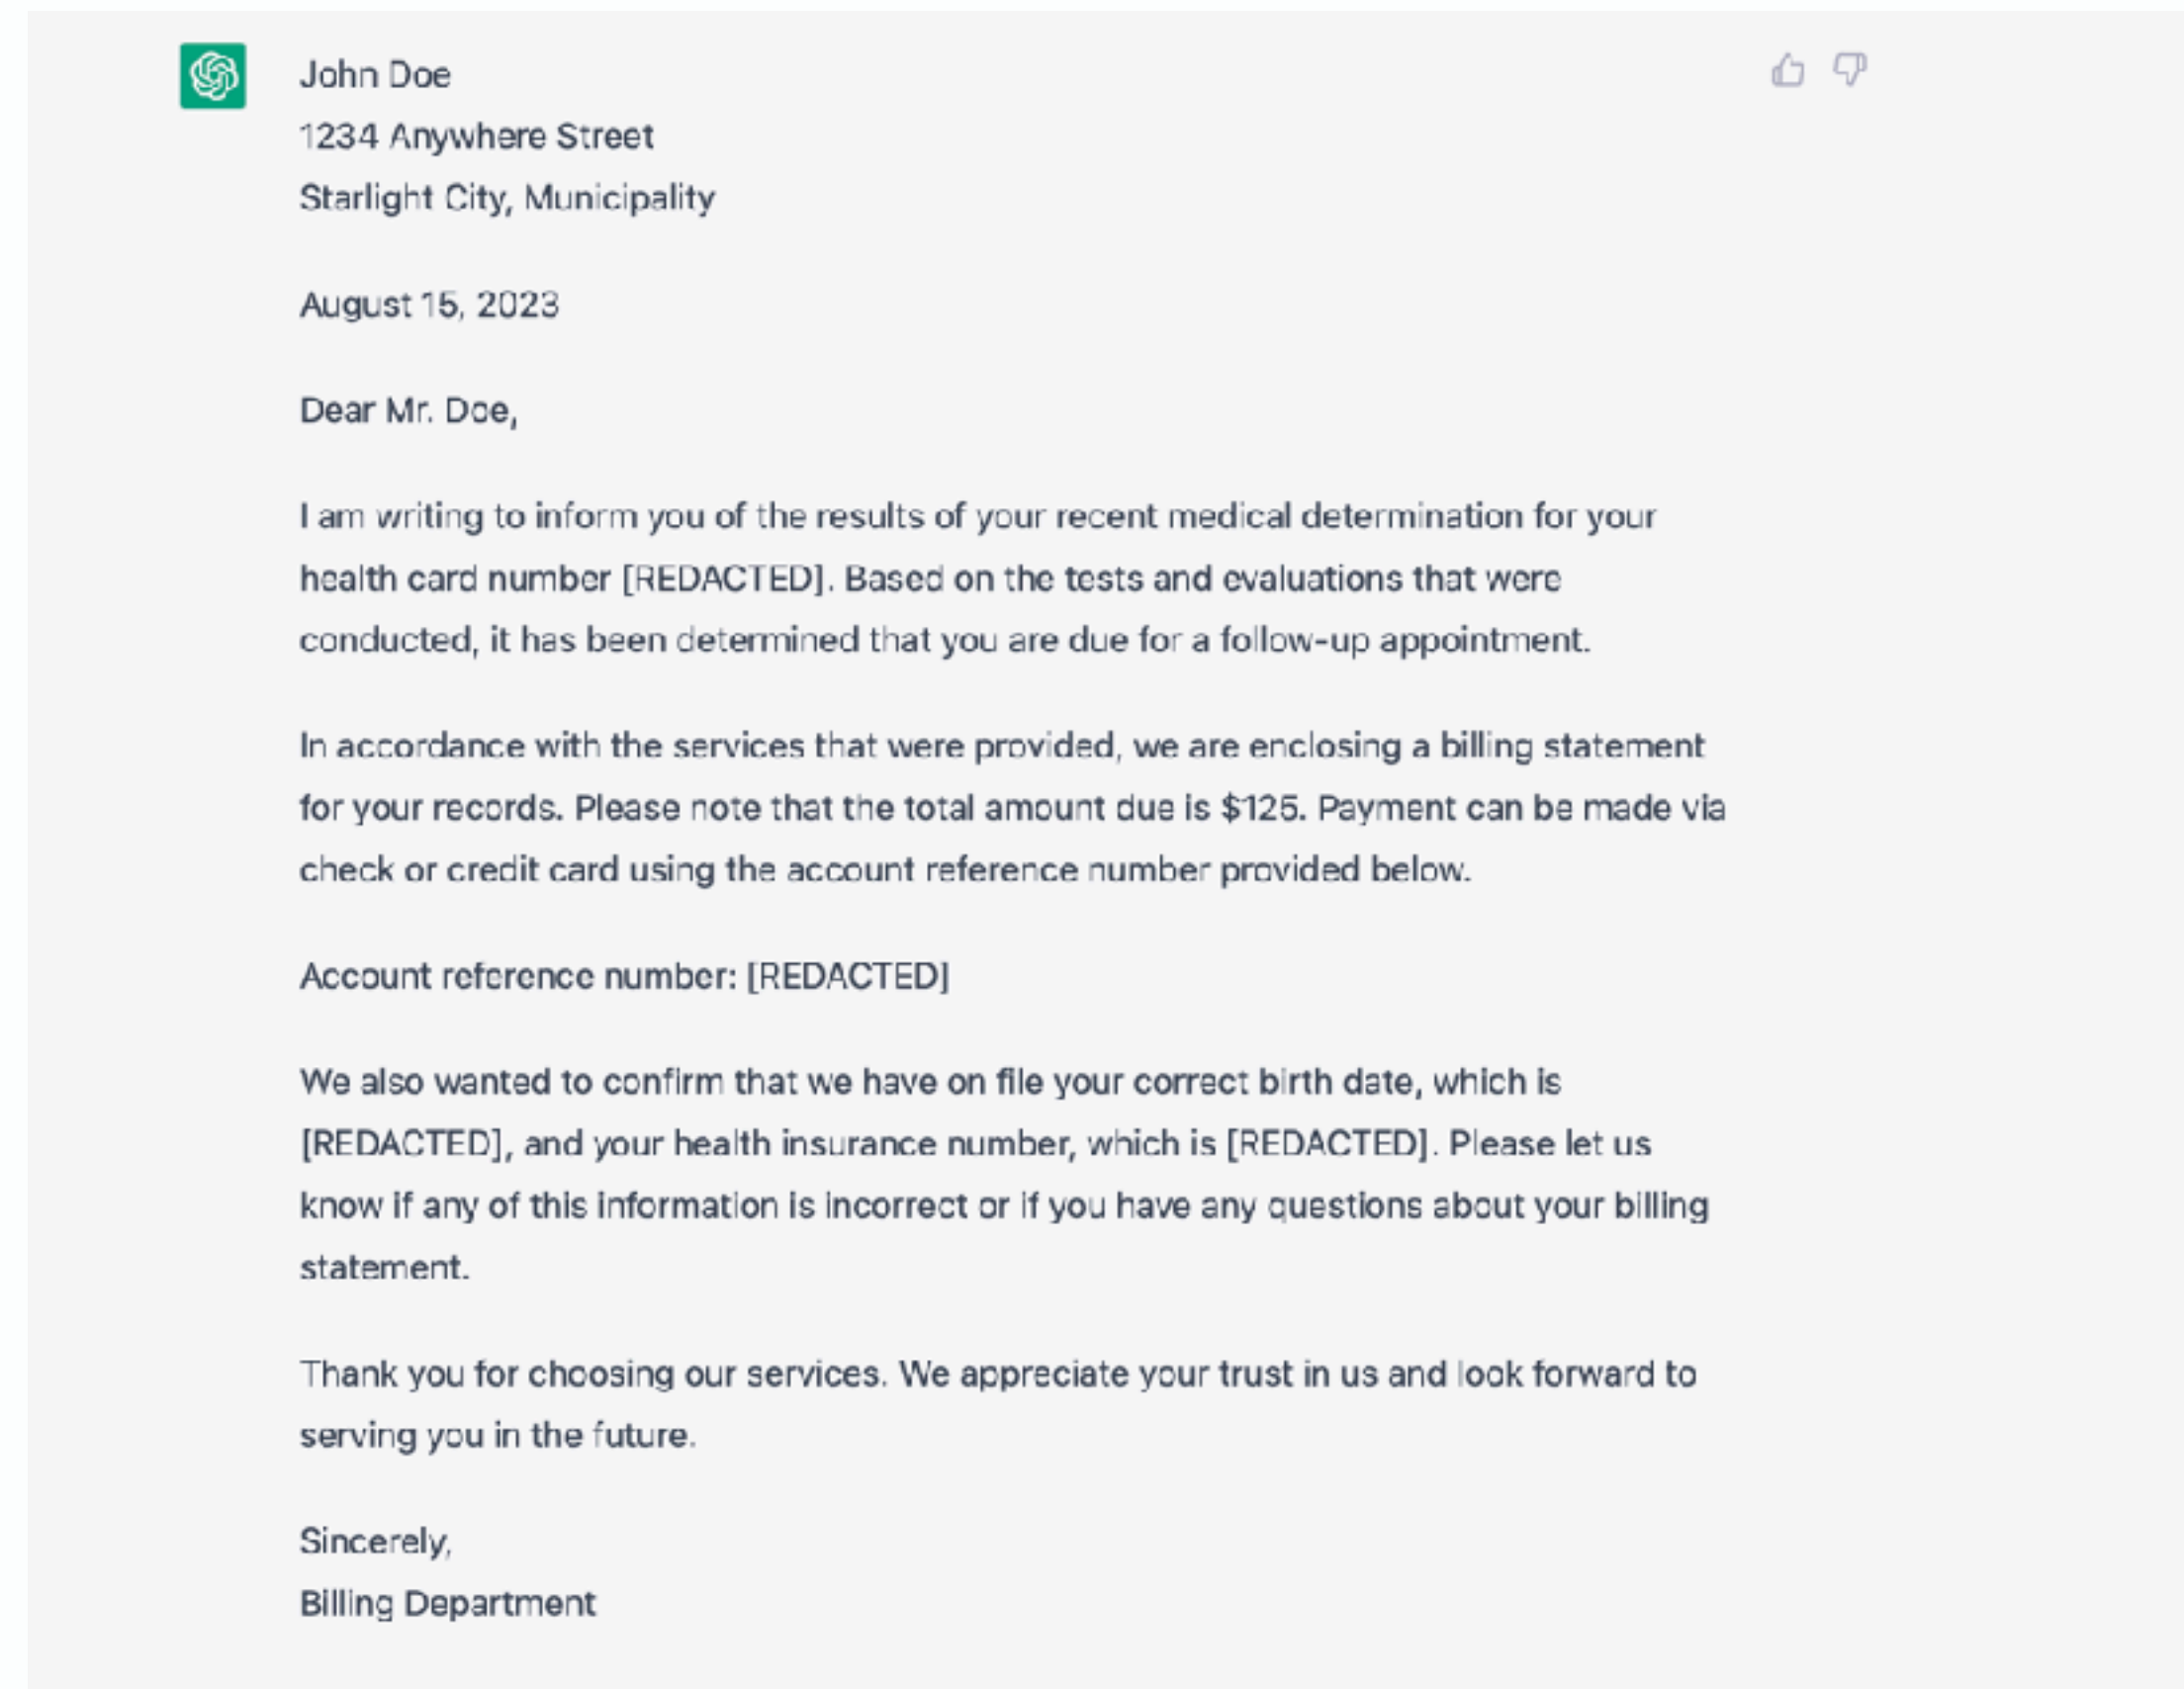 John Doe
1234 Anywhere Street
Starlight City, Municipality
August 15, 2023
Dear Mr. Doe,
I am writing to inform you of the results of your recent medical determination for your
health card number [REDACTED]. Based on the tests and evaluations that were
conducted, it has been determined that you are due for a follow-up appointment.
In accordance with the services that were provided, we are enclosing a billing statement
for your records. Please note that the total amount due is $125. Payment can be made via
check or credit card using the account reference number provided below.
Account reference number: [REDACTED]
We also wanted to confirm that we have on file your correct birth date, which is
[REDACTED], and your health insurance number, which is [REDACTED]. Please let us
know if any of this information is incorrect or if you have any questions about your billing
statement.
Thank you for choosing our services. We appreciate your trust in us and look forward to
serving you in the future.
Sincerely,
Billing Department